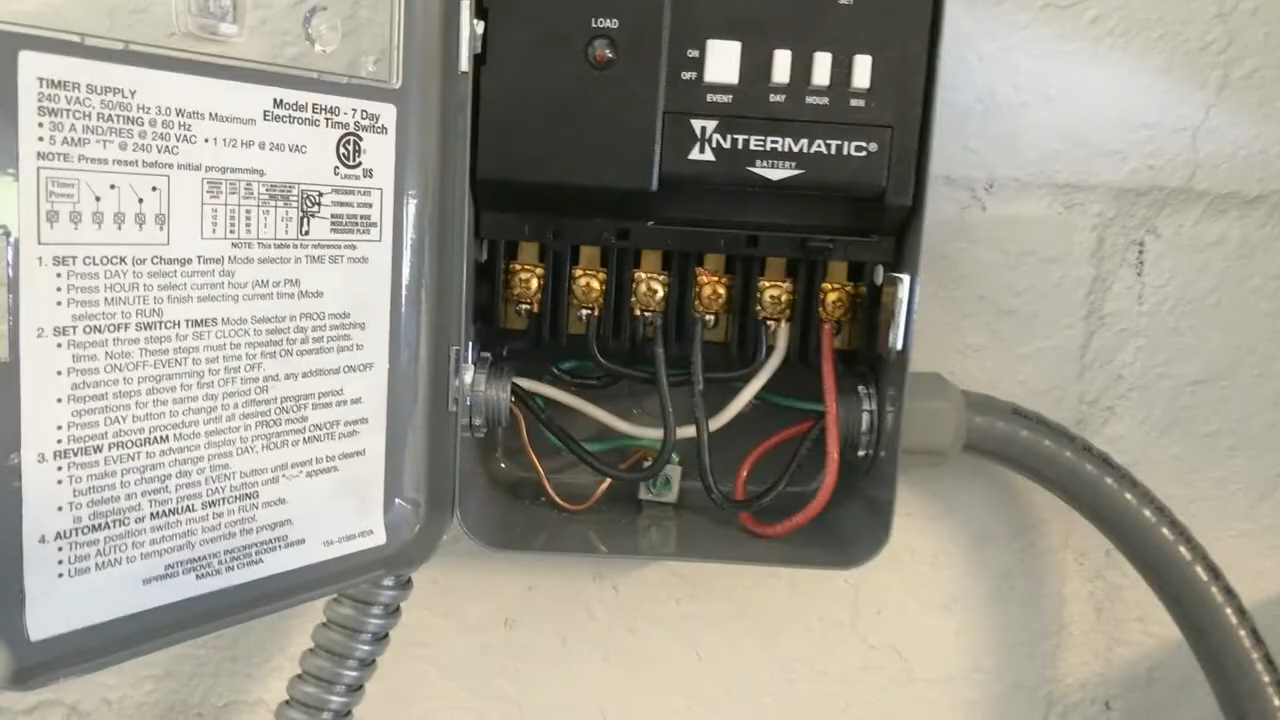 TIMER SUPPLY
240 VAC, 50/60 Hz 3.0 Watts Maximum
SWITCH RATING @ 60 Hz
• 30 A IND/RES @ 240 VAC • 1 1/2 HP @ 240 VAC
• 5 AMP "T" @ 240 VAC
Model EH40 - 7 Day
Electronic Time Switch
SA
C US
NOTE: Press reset before initial programming.
Timer
Power
1 2 3 4 5 6
PRESSURE PLATE
TERMINAL SCREW
MAKE SURE WIRE
INSULATION CLEARS
PRESSURE PLATE
NOTE: This table is for reference only.
1. SET CLOCK (or Change Time) Mode selector in TIME SET mode
• Press DAY to select current day
• Press HOUR to select current hour (AM or PM)
• Press MINUTE to finish selecting current time (Mode
selector to RUN)
2. SET ON/OFF SWITCH TIMES Mode Selector in PROG mode
• Repeat three steps for SET CLOCK to select day and switching
time. Note: These steps must be repeated for all set points.
• Press ON/OFF-EVENT to set time for first ON operation (and to
advance to programming for first OFF.
• Repeat steps above for first OFF time and, any additional ON/OFF
operations for the same day period OR
• Press DAY button to change to a different program period.
• Repeat above procedure until all desired ON/OFF times are set.
3. REVIEW PROGRAM Mode selector in PROG mode
• Press EVENT to advance display to programmed ON/OFF events
• To make program change press DAY, HOUR or MINUTE push-
buttons to change day or time.
• To delete an event, press EVENT button until event to be cleared
is displayed. Then press DAY button until "-:--" appears.
4. AUTOMATIC or MANUAL SWITCHING
• Three position switch must be in RUN mode.
• Use AUTO for automatic load control.
• Use MAN to temporarily override the program.
INTERMATIC INCORPORATED
SPRING GROVE, ILLINOIS 60081-9698
MADE IN CHINA
LOAD
SET
ON
OFF
EVENT
DAY
HOUR
MIN
INTERMATIC®
BATTERY